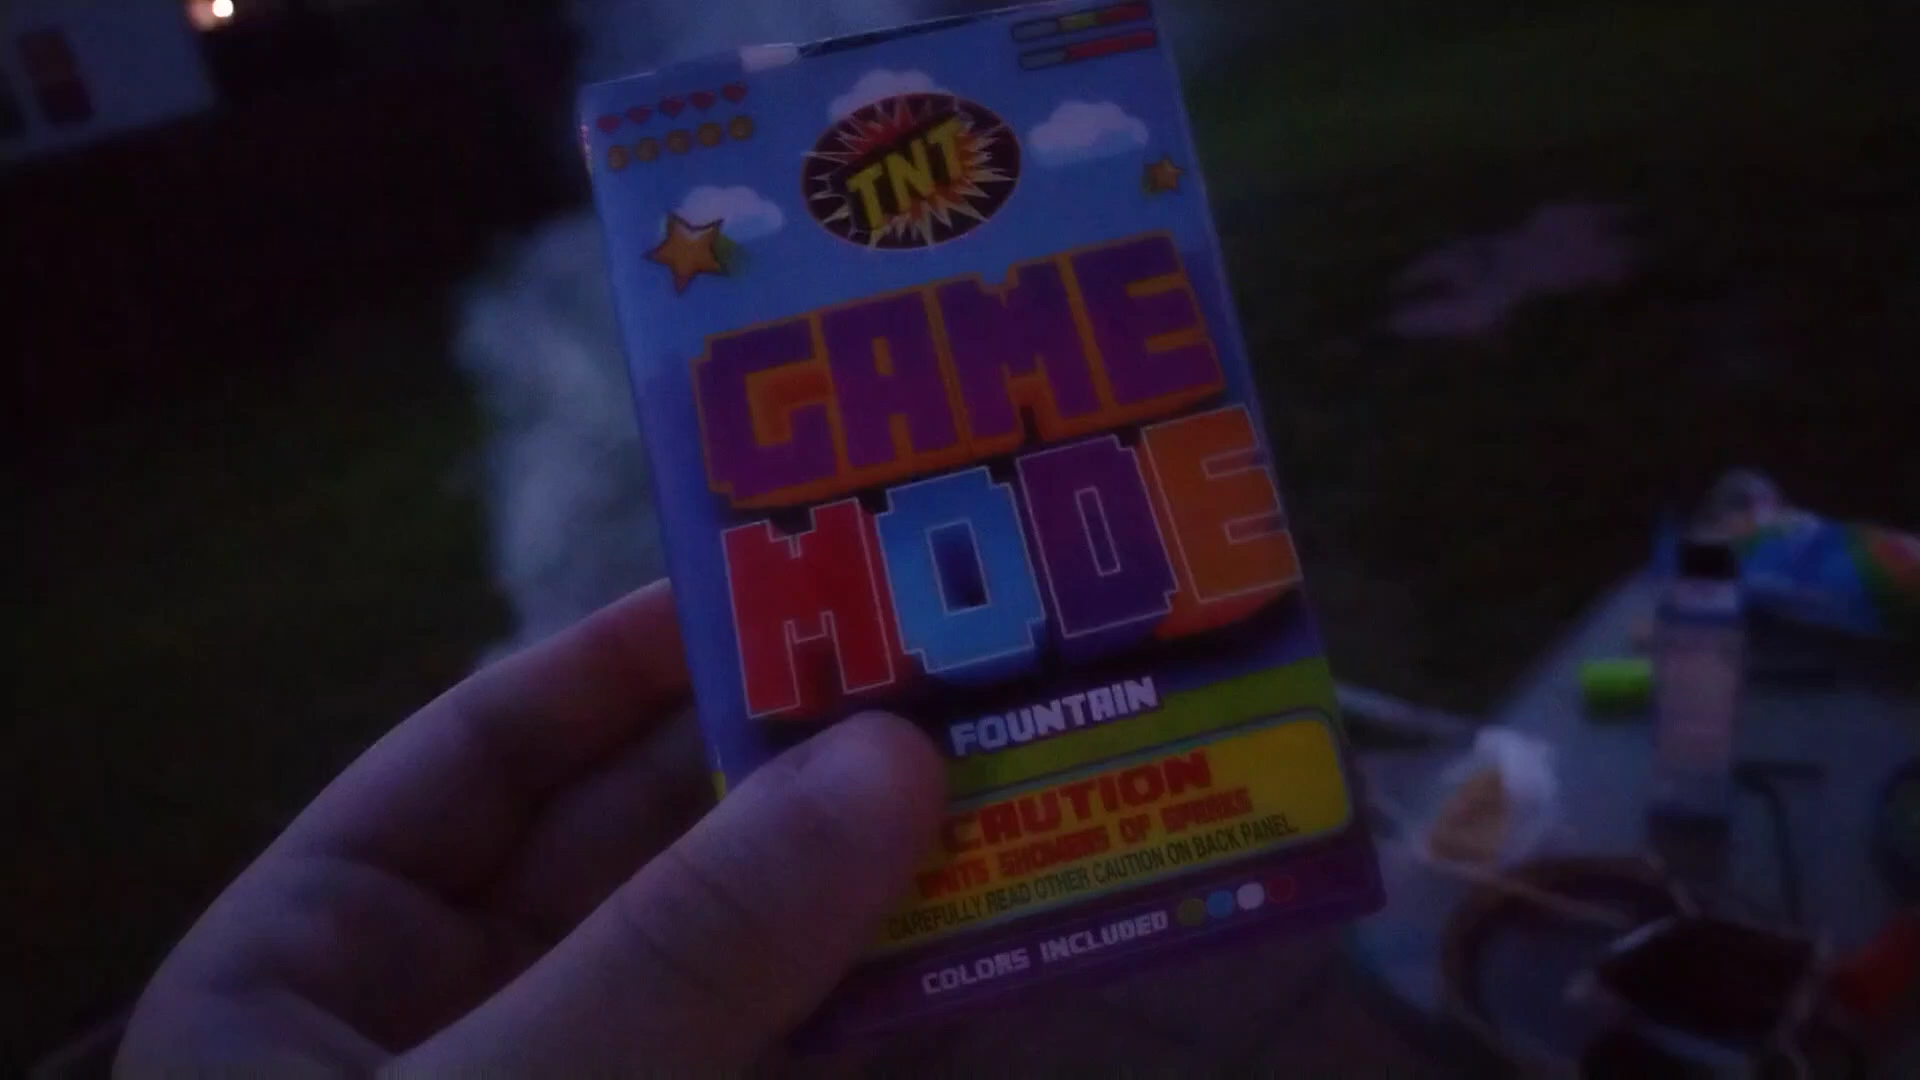 TNT
GAME
MODE
FOUNTAIN
CAUTION
EMITS SHOWERS OF SPARKS
CAREFULLY READ OTHER CAUTION ON BACK PANEL.
COLORS INCLUDED